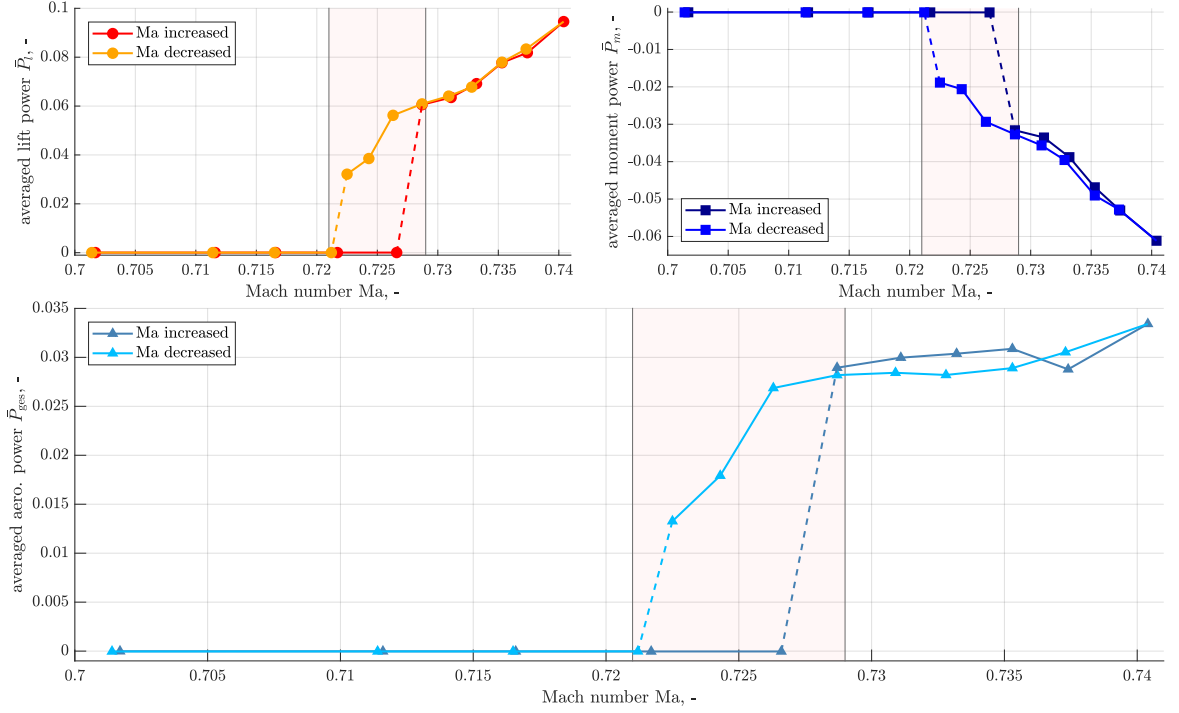 averaged lift power P̄_l, -
0.1
0.08
0.06
0.04
0.02
0
Ma increased
Ma decreased
0.7 0.705 0.71 0.715 0.72 0.725 0.73 0.735 0.74
Mach number Ma, -
averaged moment power P̄_m, -
0
-0.01
-0.02
-0.03
-0.04
-0.05
-0.06
Ma increased
Ma decreased
0.7 0.705 0.71 0.715 0.72 0.725 0.73 0.735 0.74
Mach number Ma, -
averaged aero. power P̄_ges, -
0.035
0.03
0.025
0.02
0.015
0.01
0.005
0
Ma increased
Ma decreased
0.7 0.705 0.71 0.715 0.72 0.725 0.73 0.735 0.74
Mach number Ma, -